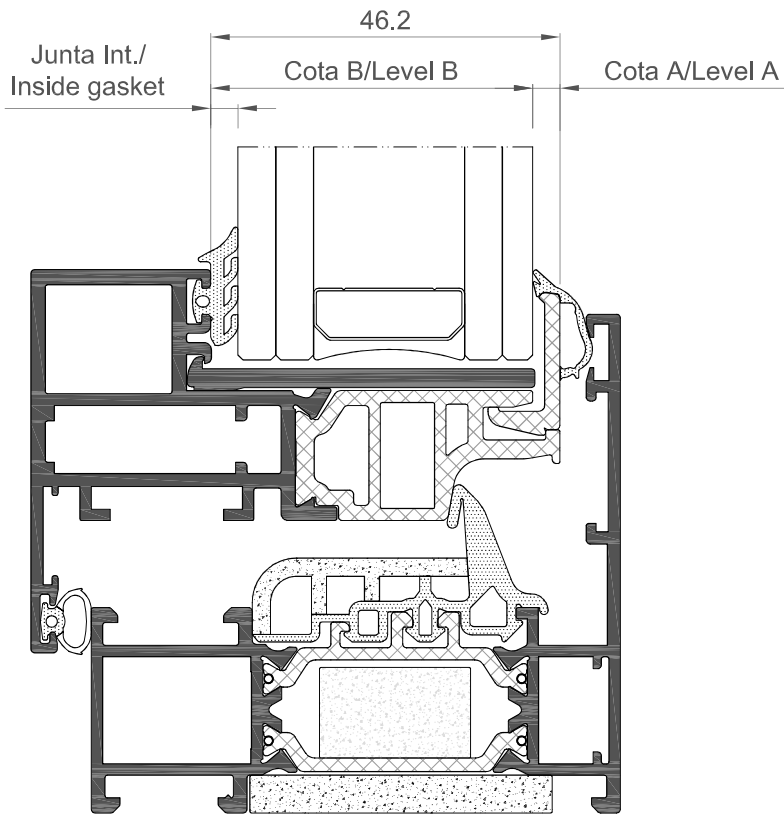 46.2
Junta Int./
Inside gasket
Cota B/Level B
Cota A/Level A